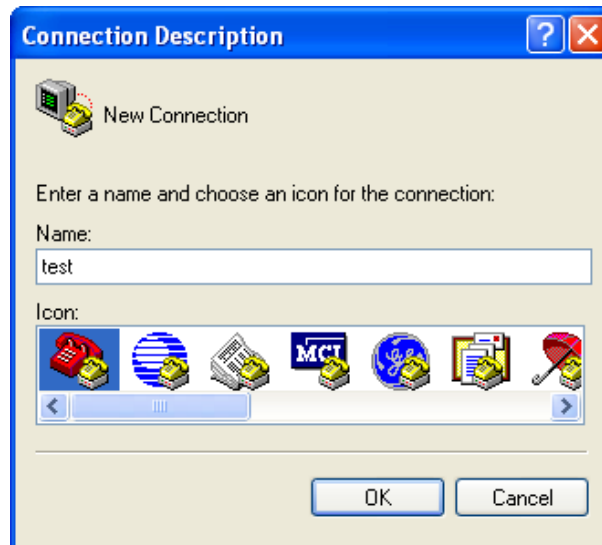 Connection Description
New Connection
Enter a name and choose an icon for the connection:
Name:
test
Icon:
MCI
OK
Cancel